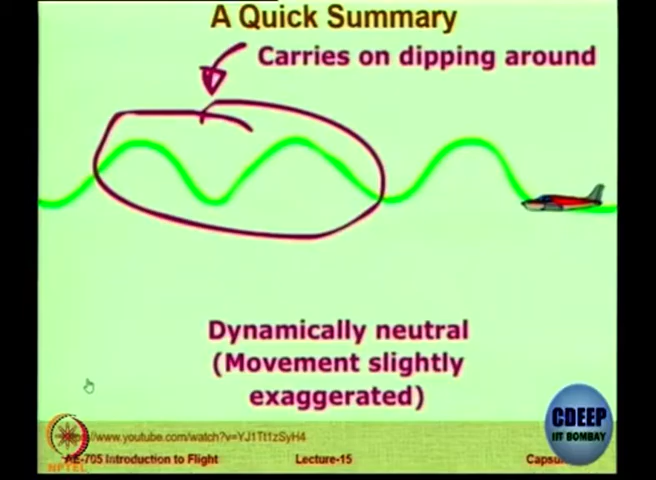 A Quick Summary
Carries on dipping around
Dynamically neutral
(Movement slightly
exaggerated)
www.youtube.com/watch?v=YJ1Tt1zSyH4
AE-705 Introduction to Flight
Lecture-15
Capsu
NPTEL
CDEEP
IIT BOMBAY